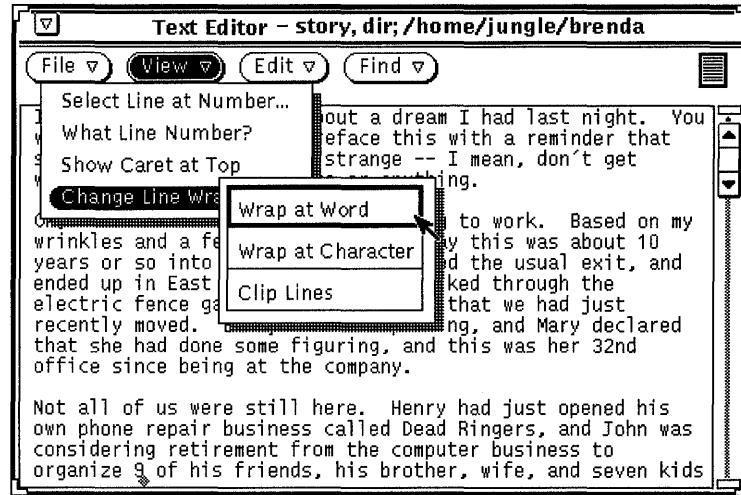 Text Editor – story, dir; /home/jungle/brenda
File View Edit Find
Select Line at Number...
What Line Number?
Show Caret at Top
Change Line Wra
Wrap at Word
Wrap at Character
Clip Lines
out a dream I had last night. You
eface this with a reminder that
strange -- I mean, don´t get
or anything.
to work. Based on my
wrinkles and a fe y this was about 10
years or so into d the usual exit, and
ended up in East ked through the
electric fence ga that we had just
recently moved. ng, and Mary declared
that she had done some figuring, and this was her 32nd
office since being at the company.
Not all of us were still here. Henry had just opened his
own phone repair business called Dead Ringers, and John was
considering retirement from the computer business to
organize 9 of his friends, his brother, wife, and seven kids